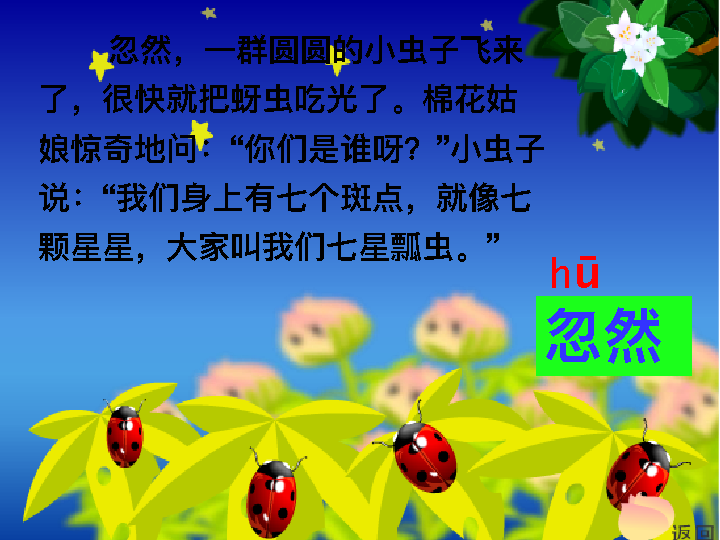 忽然，一群圆圆的小虫子飞来
了，很快就把蚜虫吃光了。棉花姑
娘惊奇地问：“你们是谁呀？”小虫子
说：“我们身上有七个斑点，就像七
颗星星，大家叫我们七星瓢虫。”
hū
忽然
返回